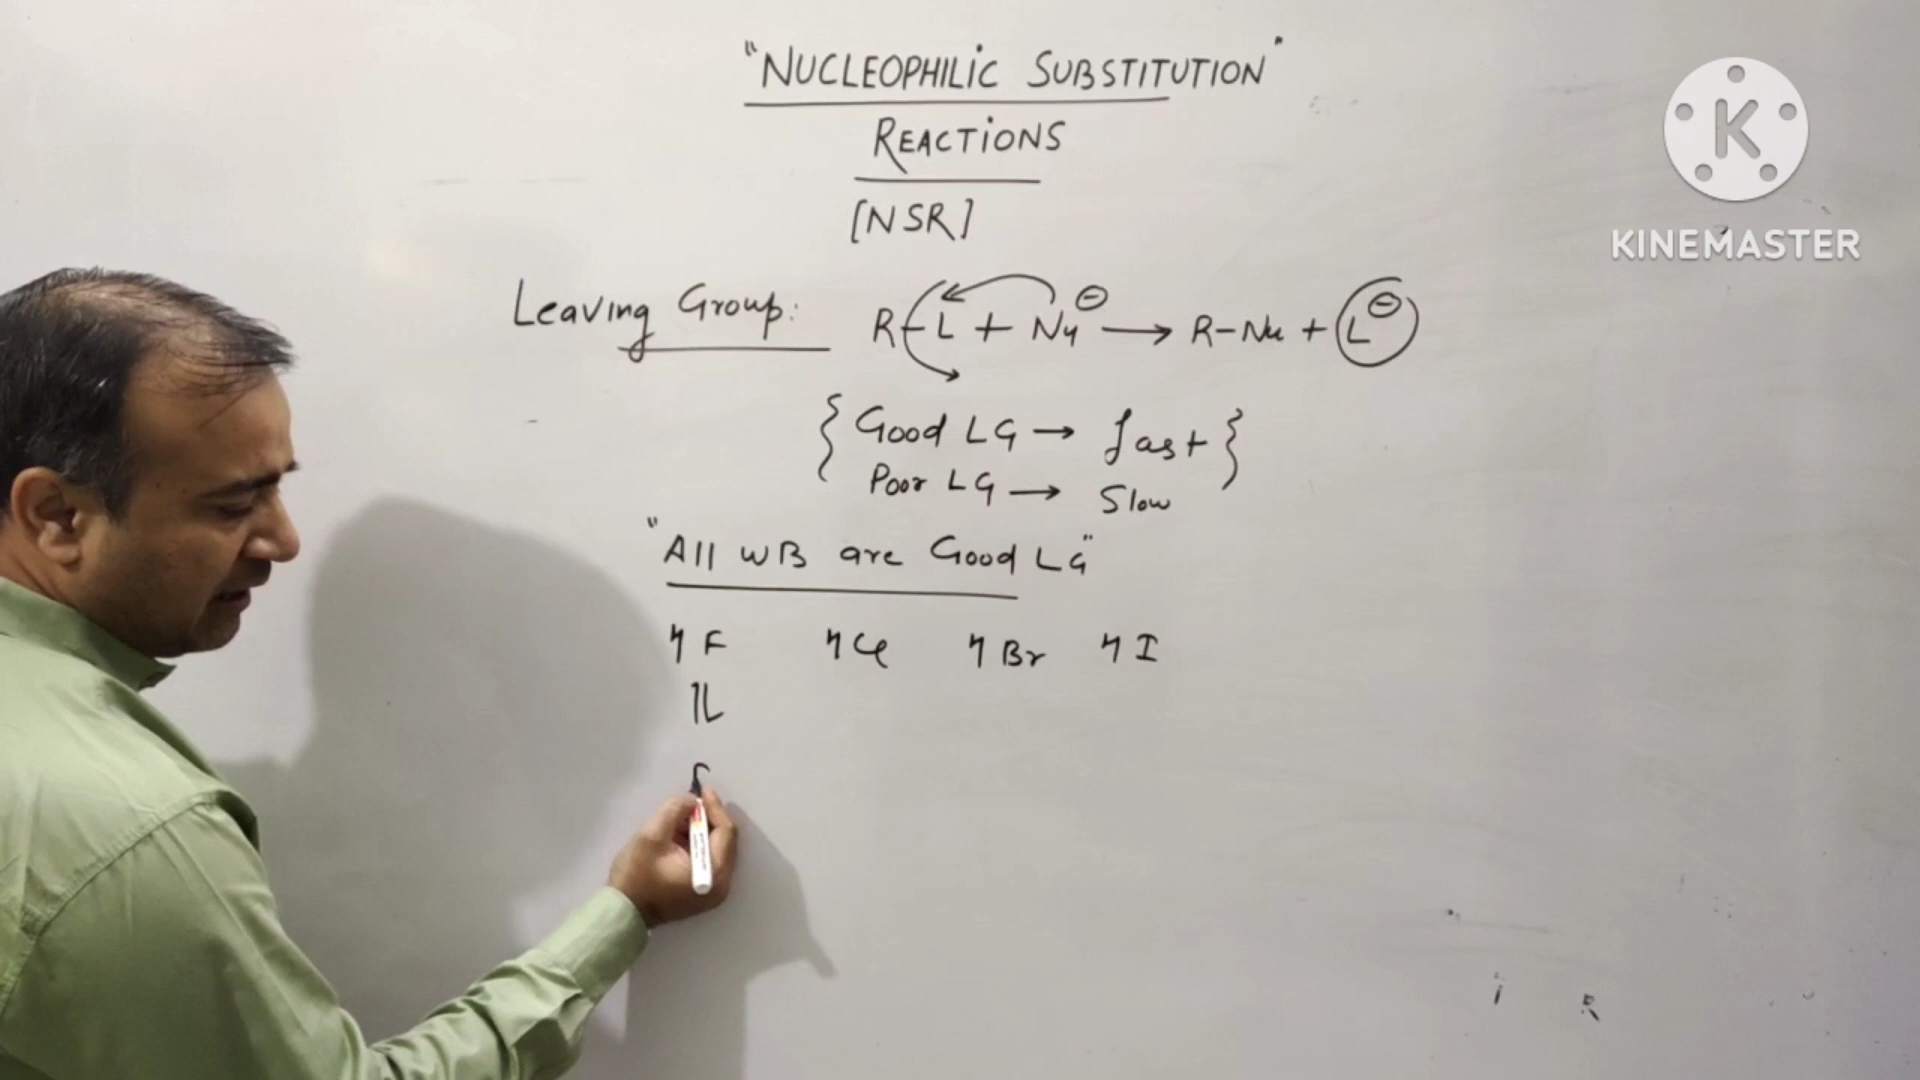 "NUCLEOPHILIC SUBSTITUTION"
REACTIONS
[NSR]
Leaving Group: R-L + Nu⊖ → R-Nu + L⊖
{ Good LG → fast }
Poor LG → Slow
"All WB are Good LG"
HF HCl HBr HI
K
KINEMASTER